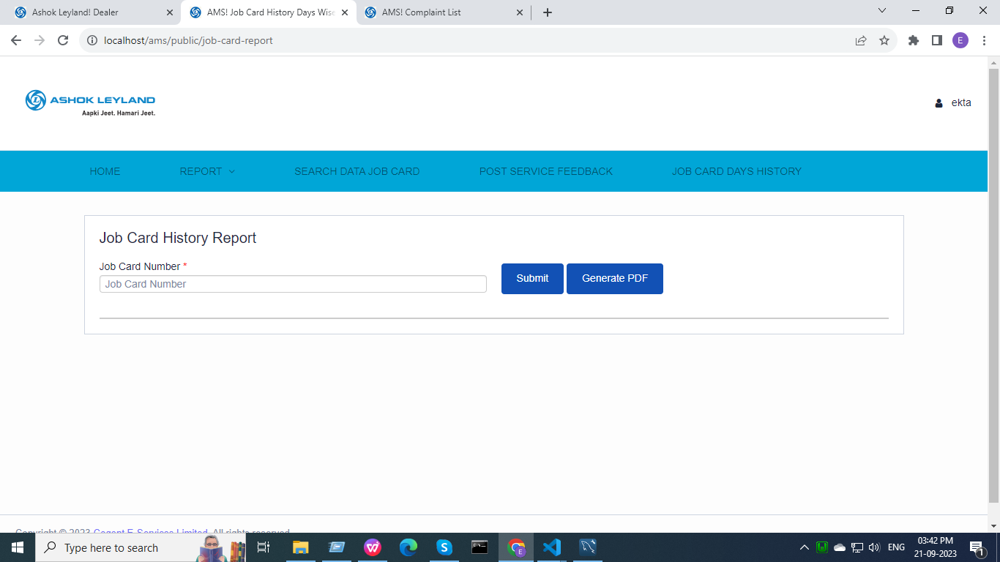 Ashok Leyland! Dealer
AMS! Job Card History Days Wise
AMS! Complaint List
localhost/ams/public/job-card-report
E
ASHOK LEYLAND
Aapki Jeet. Hamari Jeet.
ekta
HOME
REPORT
SEARCH DATA JOB CARD
POST SERVICE FEEDBACK
JOB CARD DAYS HISTORY
Job Card History Report
Job Card Number *
Job Card Number
Submit
Generate PDF
Copyright © 2023 Cogent E Services Limited. All rights reserved.
Type here to search
ENG
03:42 PM
21-09-2023
1